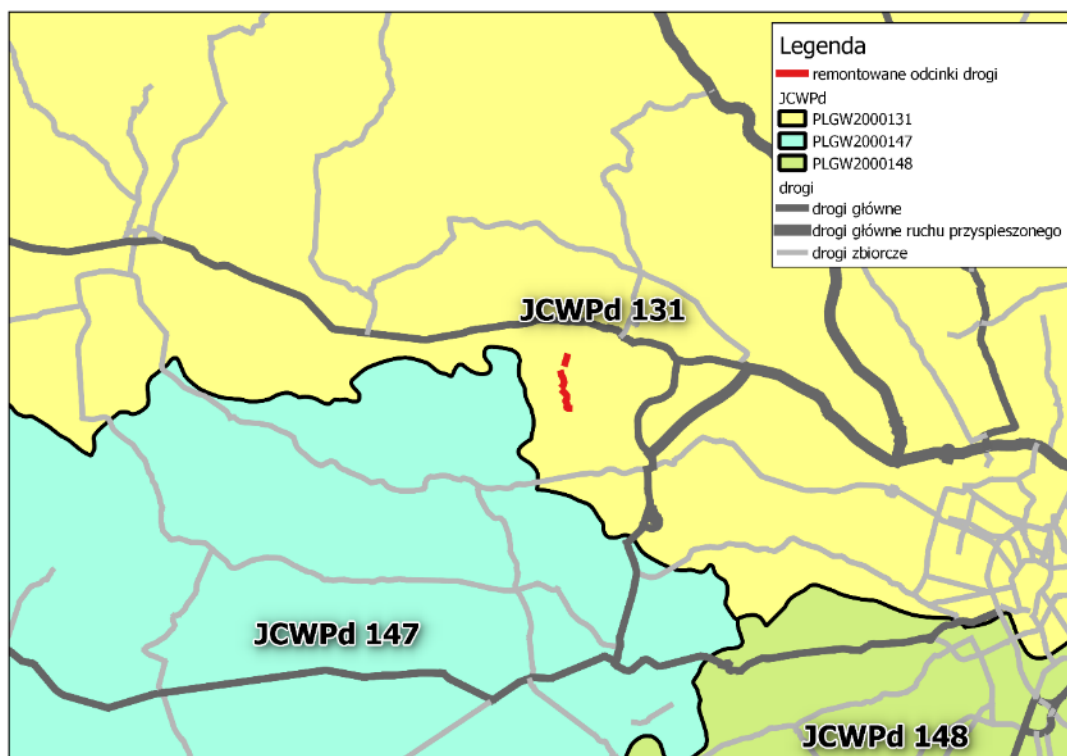 Legenda
remontowane odcinki drogi
JCWPd
PLGW2000131
PLGW2000147
PLGW2000148
drogi
drogi główne
drogi główne ruchu przyspieszonego
drogi zbiorcze
JCWPd 131
JCWPd 147
JCWPd 148